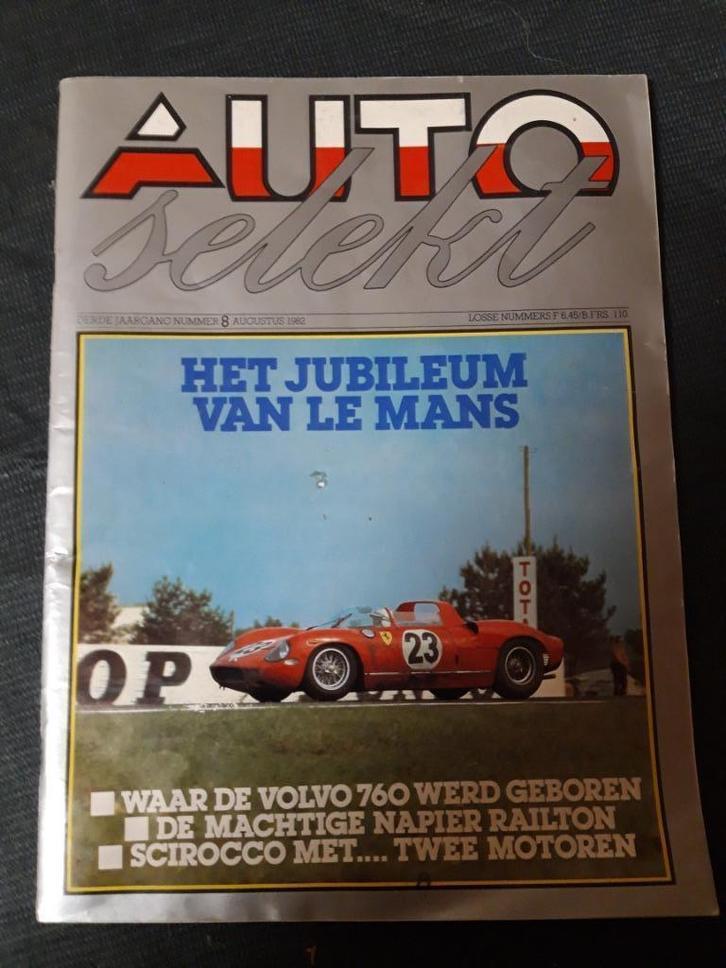 AUTO
selekt
DERDE JAARGANG NUMMER 8 AUGUSTUS 1982
LOSSE NUMMERS F 6,45/B.FRS. 110
HET JUBILEUM
VAN LE MANS
TOTA
23
OP
WAAR DE VOLVO 760 WERD GEBOREN
DE MACHTIGE NAPIER RAILTON
SCIROCCO MET.... TWEE MOTOREN